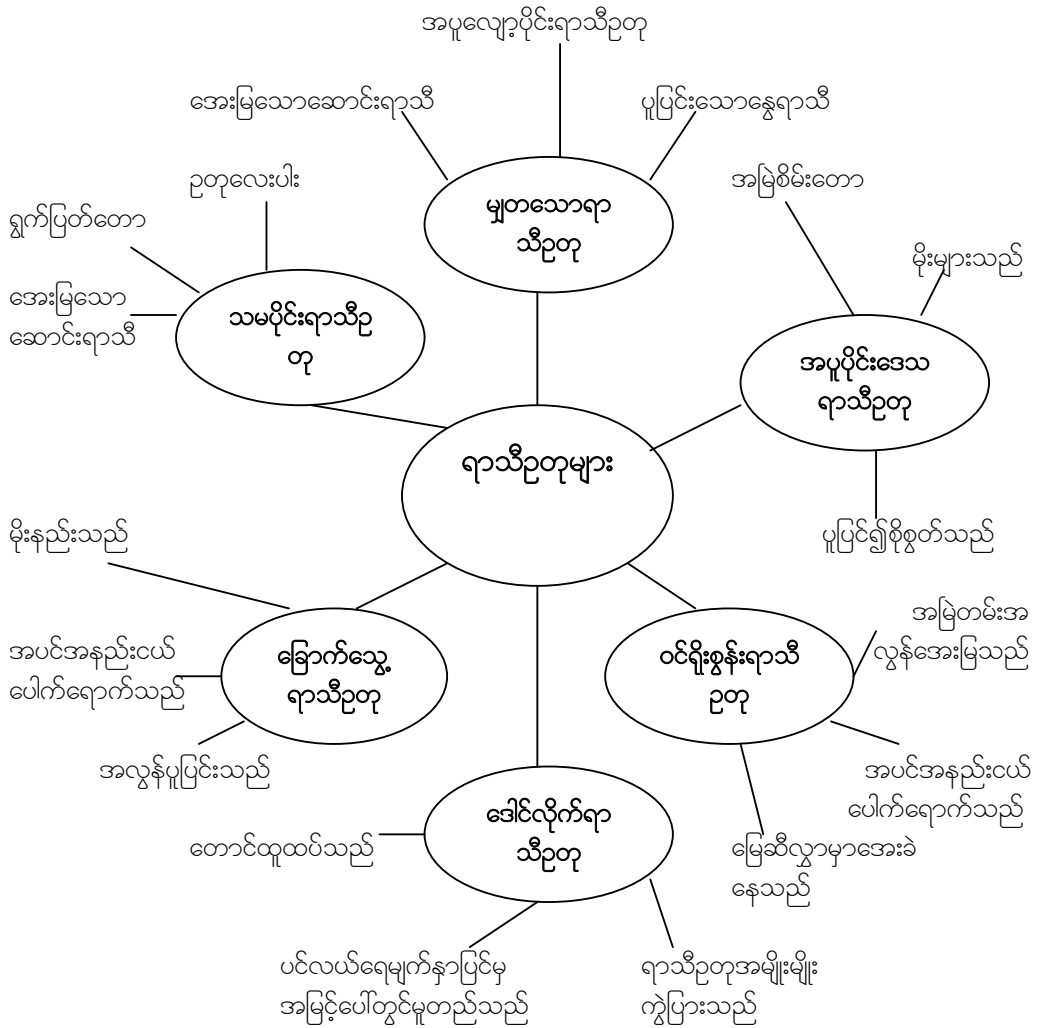 အပူလျော့ပိုင်းရာသီဥတု
အေးမြသောဆောင်းရာသီ
ပူပြင်းသောနွေရာသီ
ဥတုလေးပါး
အမြဲစိမ်းတော
ရွက်ပြတ်တော
မျှတသောရာ
သီဥတု
မိုးများသည်
အေးမြသော
ဆောင်းရာသီ
သမပိုင်းရာသီဥ
တု
အပူပိုင်းဒေသ
ရာသီဥတု
ရာသီဥတုများ
မိုးနည်းသည်
ပူပြင်၍စိုစွတ်သည်
အပင်အနည်းငယ်
ပေါက်ရောက်သည်
ခြောက်သွေ့
ရာသီဥတု
ဝင်ရိုးစွန်းရာသီ
ဥတု
အမြဲတမ်းအ
လွန်အေးမြသည်
အလွန်ပူပြင်းသည်
အပင်အနည်းငယ်
ပေါက်ရောက်သည်
ဒေါင်လိုက်ရာ
သီဥတု
တောင်ထူထပ်သည်
မြေဆီလွှာမှာအေးခဲ
နေသည်
ပင်လယ်ရေမျက်နှာပြင်မှ
အမြင့်ပေါ်တွင်မူတည်သည်
ရာသီဥတုအမျိုးမျိုး
ကွဲပြားသည်